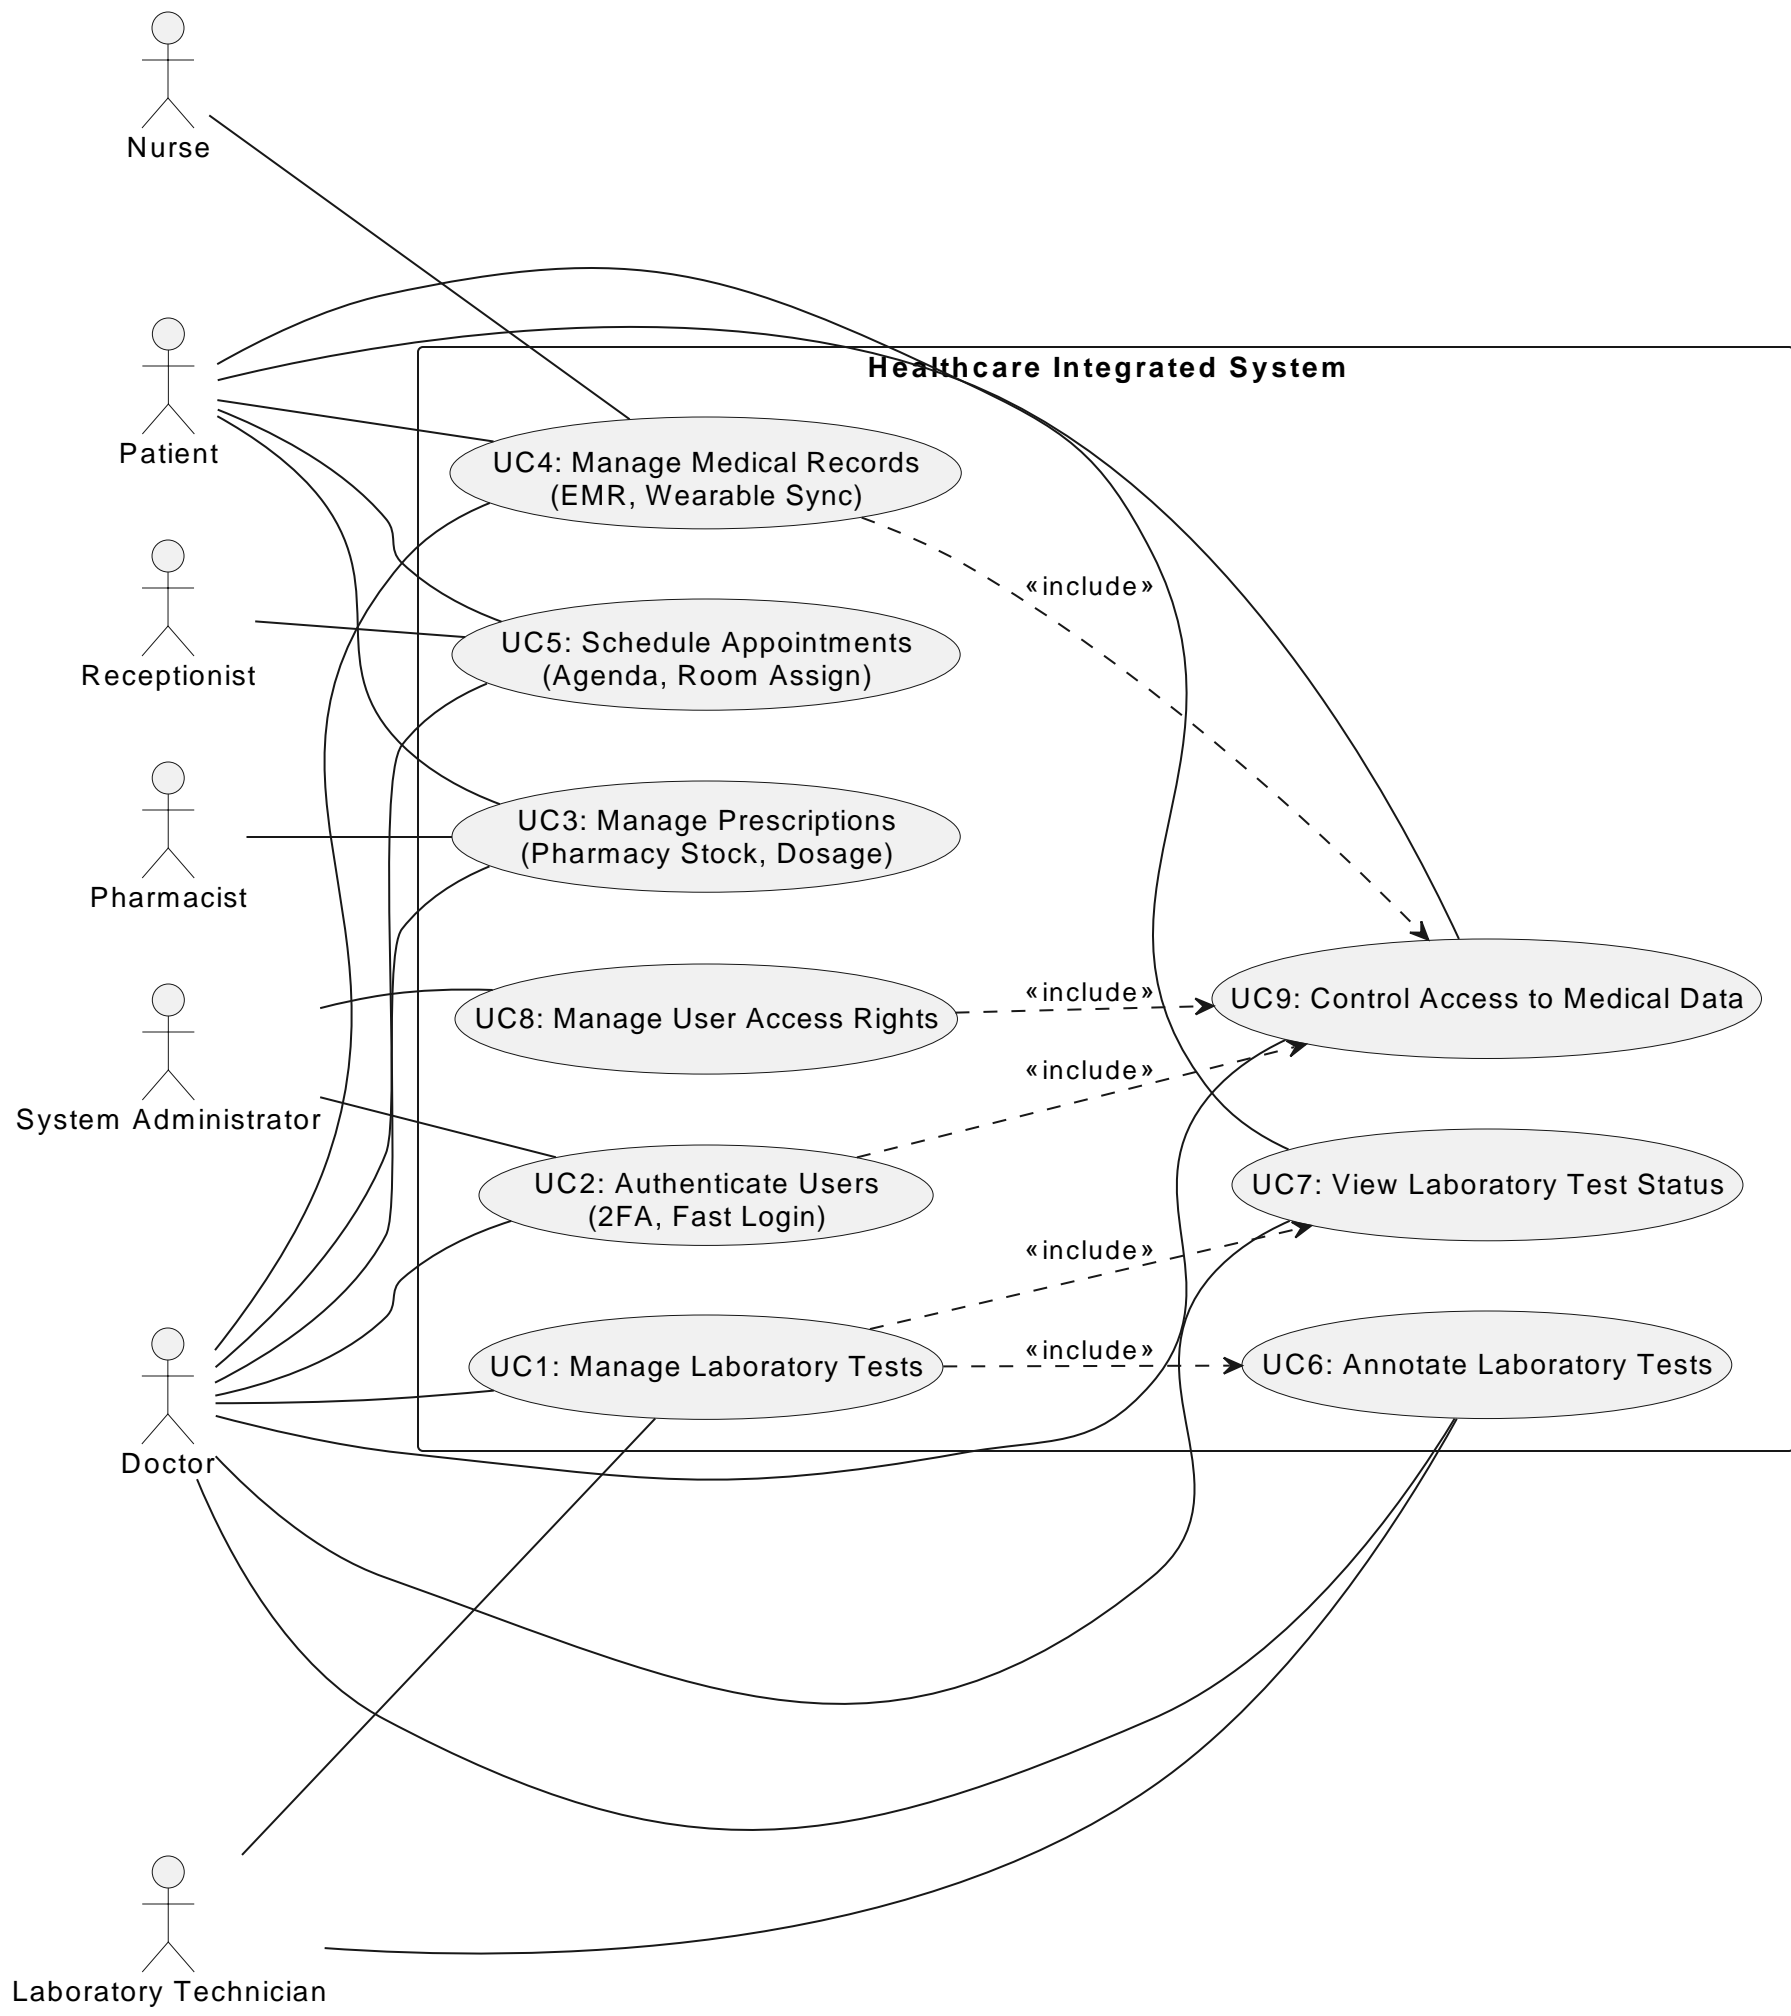 Nurse
Healthcare Integrated System
Patient
UC4: Manage Medical Records
(EMR, Wearable Sync)
«include»
Receptionist
UC5: Schedule Appointments
(Agenda, Room Assign)
Pharmacist
UC3: Manage Prescriptions
(Pharmacy Stock, Dosage)
«include»
UC9: Control Access to Medical Data
UC8: Manage User Access Rights
«include»
System Administrator
UC2: Authenticate Users
(2FA, Fast Login)
UC7: View Laboratory Test Status
«include»
«include»
UC1: Manage Laboratory Tests
UC6: Annotate Laboratory Tests
Doctor
Laboratory Technician